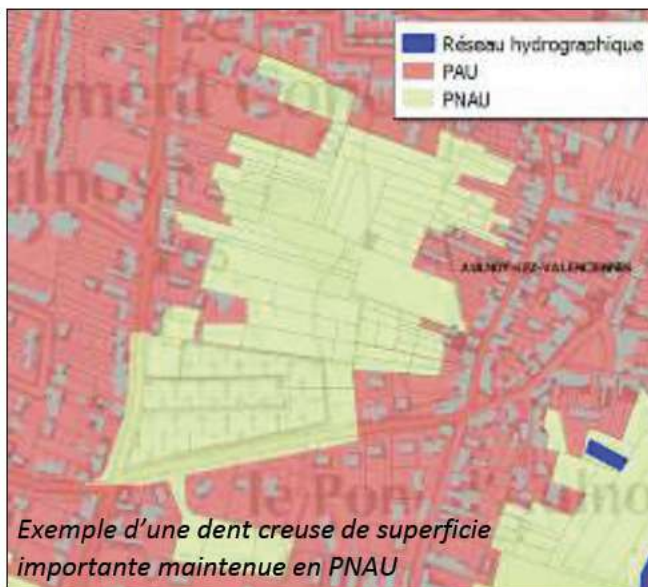 Réseau hydrographique
PAU
PNAU
AULNOY-LEZ-VALENCIENNES
Exemple d'une dent creuse de superficie
importante maintenue en PNAU